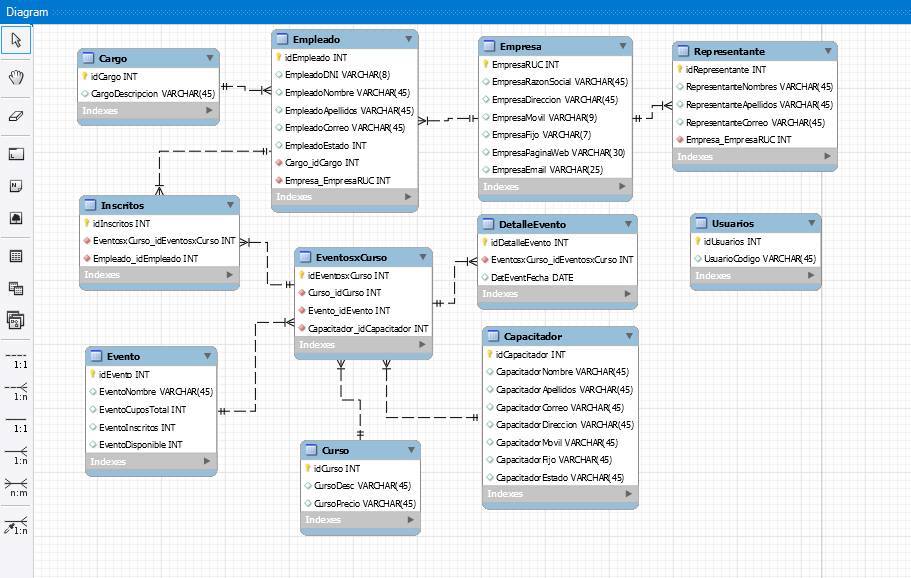 Diagram
Cargo
idCargo INT
CargoDescripcion VARCHAR(45)
Indexes
Empleado
idEmpleado INT
EmpleadoDNI VARCHAR(8)
EmpleadoNombre VARCHAR(45)
EmpleadoApellidos VARCHAR(45)
EmpleadoCorreo VARCHAR(45)
EmpleadoEstado INT
Cargo_idCargo INT
Empresa_EmpresaRUC INT
Indexes
Empresa
EmpresaRUC INT
EmpresaRazonSocial VARCHAR(45)
EmpresaDireccion VARCHAR(45)
EmpresaMovil VARCHAR(9)
EmpresaFijo VARCHAR(7)
EmpresaPaginaWeb VARCHAR(30)
EmpresaEmail VARCHAR(25)
Indexes
Representante
idRepresentante INT
RepresentanteNombres VARCHAR(45)
RepresentanteApellidos VARCHAR(45)
RepresentanteCorreo VARCHAR(45)
Empresa_EmpresaRUC INT
Indexes
Inscritos
idInscritos INT
EventosxCurso_idEventosxCurso INT
Empleado_idEmpleado INT
Indexes
EventosxCurso
idEventosxCurso INT
Curso_idCurso INT
Evento_idEvento INT
Capacitador_idCapacitador INT
Indexes
DetalleEvento
idDetalleEvento INT
EventosxCurso_idEventosxCurso INT
DetEventFecha DATE
Indexes
Usuarios
idUsuarios INT
UsuarioCodigo VARCHAR(45)
Indexes
Evento
idEvento INT
EventoNombre VARCHAR(45)
EventoCuposTotal INT
EventoInscritos INT
EventoDisponible INT
Indexes
Curso
idCurso INT
CursoDesc VARCHAR(45)
CursoPrecio VARCHAR(45)
Indexes
Capacitador
idCapacitador INT
CapacitadorNombre VARCHAR(45)
CapacitadorApellidos VARCHAR(45)
CapacitadorCorreo VARCHAR(45)
CapacitadorDireccion VARCHAR(45)
CapacitadorMovil VARCHAR(45)
CapacitadorFijo VARCHAR(45)
CapacitadorEstado VARCHAR(45)
Indexes
1:1
1:n
1:1
1:n
n:m
1:n